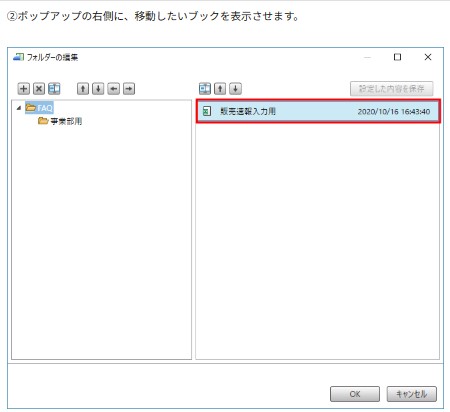 ②ポップアップの右側に、移動したいブックを表示させます。
フォルダーの編集
設定した内容を保存
FAQ
販売速報入力用 2020/10/16 16:43:40
事業部用
OK キャンセル